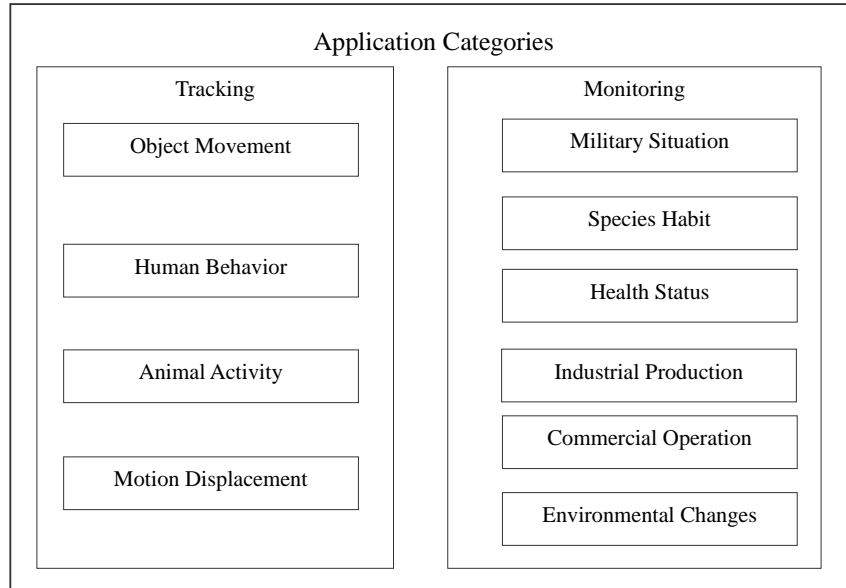 Application Categories
Tracking
Object Movement
Human Behavior
Animal Activity
Motion Displacement
Monitoring
Military Situation
Species Habit
Health Status
Industrial Production
Commercial Operation
Environmental Changes